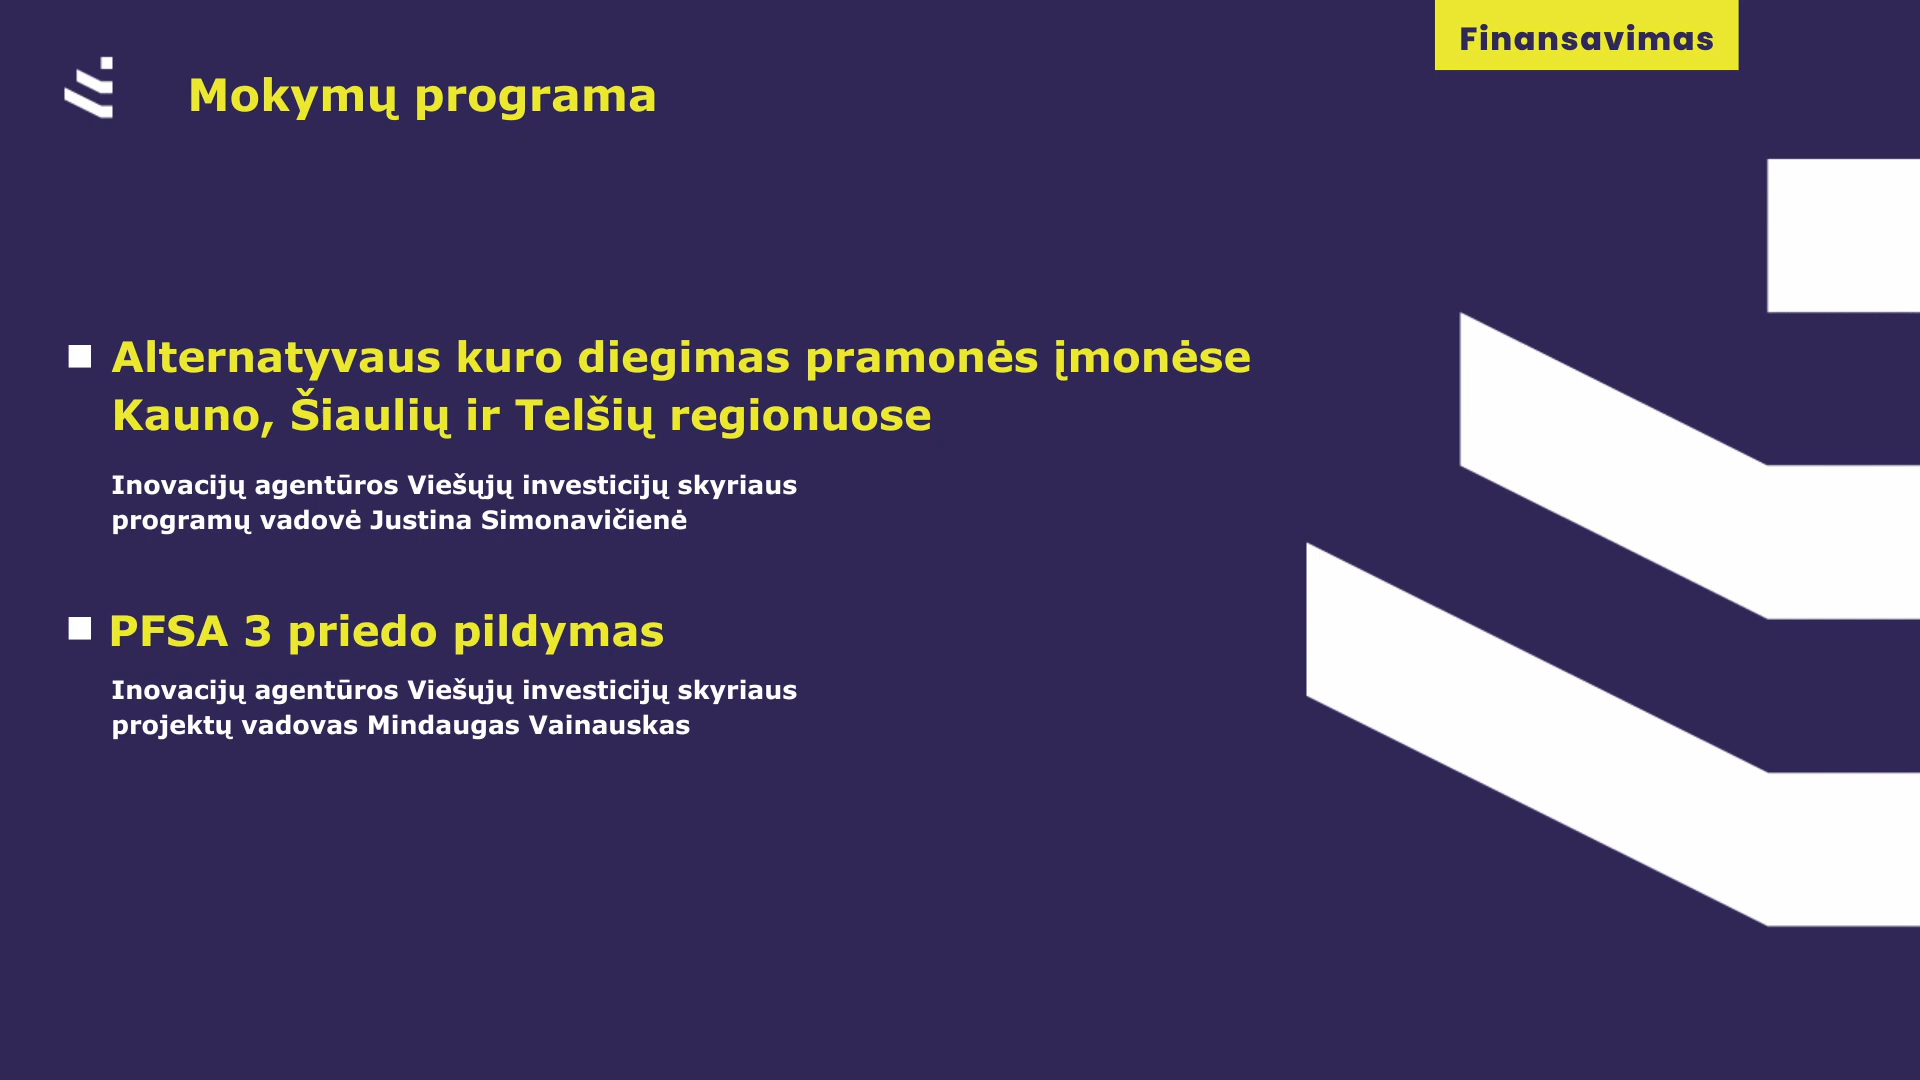 Finansavimas
Mokymų programa
Alternatyvaus kuro diegimas pramonės įmonėse
Kauno, Šiaulių ir Telšių regionuose
Inovacijų agentūros Viešųjų investicijų skyriaus
programų vadovė Justina Simonavičienė
PFSA 3 priedo pildymas
Inovacijų agentūros Viešųjų investicijų skyriaus
projektų vadovas Mindaugas Vainauskas